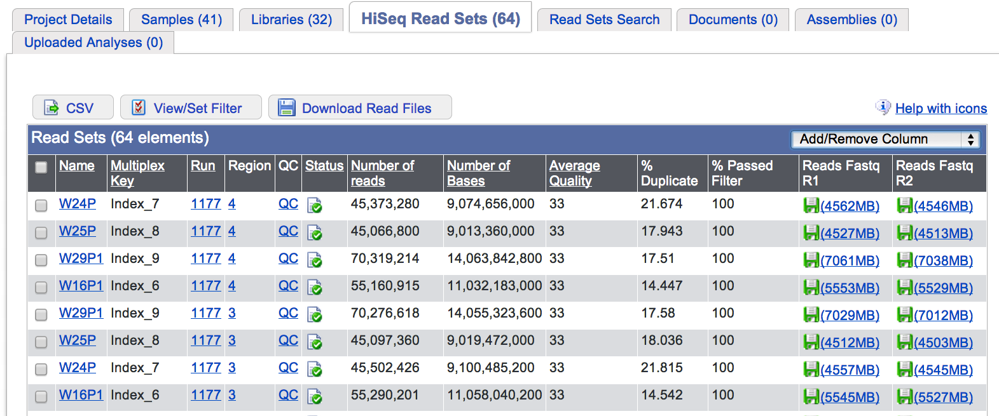 Project Details Samples (41) Libraries (32) HiSeq Read Sets (64) Read Sets Search Documents (0) Assemblies (0)
Uploaded Analyses (0)
CSV View/Set Filter Download Read Files Help with icons
Read Sets (64 elements) Add/Remove Column
Name Multiplex Key Run Region QC Status Number of reads Number of Bases Average Quality % Duplicate % Passed Filter Reads Fastq R1 Reads Fastq R2
W24P Index_7 1177 4 QC 45,373,280 9,074,656,000 33 21.674 100 (4562MB) (4546MB)
W25P Index_8 1177 4 QC 45,066,800 9,013,360,000 33 17.943 100 (4527MB) (4513MB)
W29P1 Index_9 1177 4 QC 70,319,214 14,063,842,800 33 17.51 100 (7061MB) (7038MB)
W16P1 Index_6 1177 4 QC 55,160,915 11,032,183,000 33 14.447 100 (5553MB) (5529MB)
W29P1 Index_9 1177 3 QC 70,276,618 14,055,323,600 33 17.58 100 (7029MB) (7012MB)
W25P Index_8 1177 3 QC 45,097,360 9,019,472,000 33 18.036 100 (4512MB) (4503MB)
W24P Index_7 1177 3 QC 45,502,426 9,100,485,200 33 21.815 100 (4557MB) (4545MB)
W16P1 Index_6 1177 3 QC 55,290,201 11,058,040,200 33 14.542 100 (5545MB) (5527MB)